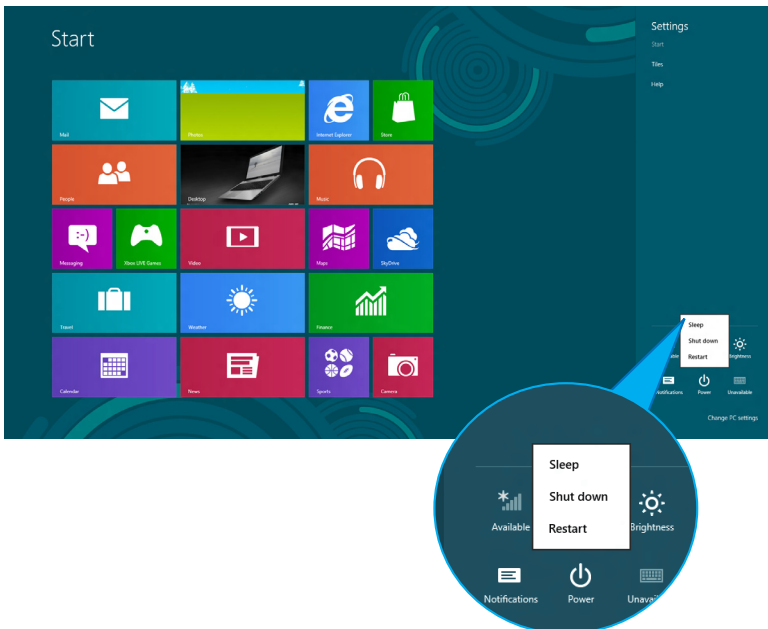 Start
Settings
Start
Tiles
Help
Mail
Photos
Internet Explorer
Store
People
Desktop
Music
Messaging
Xbox LIVE Games
Video
Maps
SkyDrive
Travel
Weather
Finance
Calendar
News
Sports
Camera
Sleep
Shut down
Restart
Brightness
Notifications
Power
Unavailable
Change PC settings
Sleep
Shut down
Restart
Available
Brightness
Notifications
Power